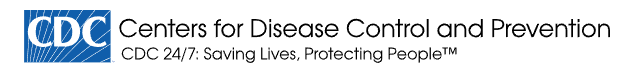 CDC Centers for Disease Control and Prevention
CDC 24/7: Saving Lives, Protecting People™